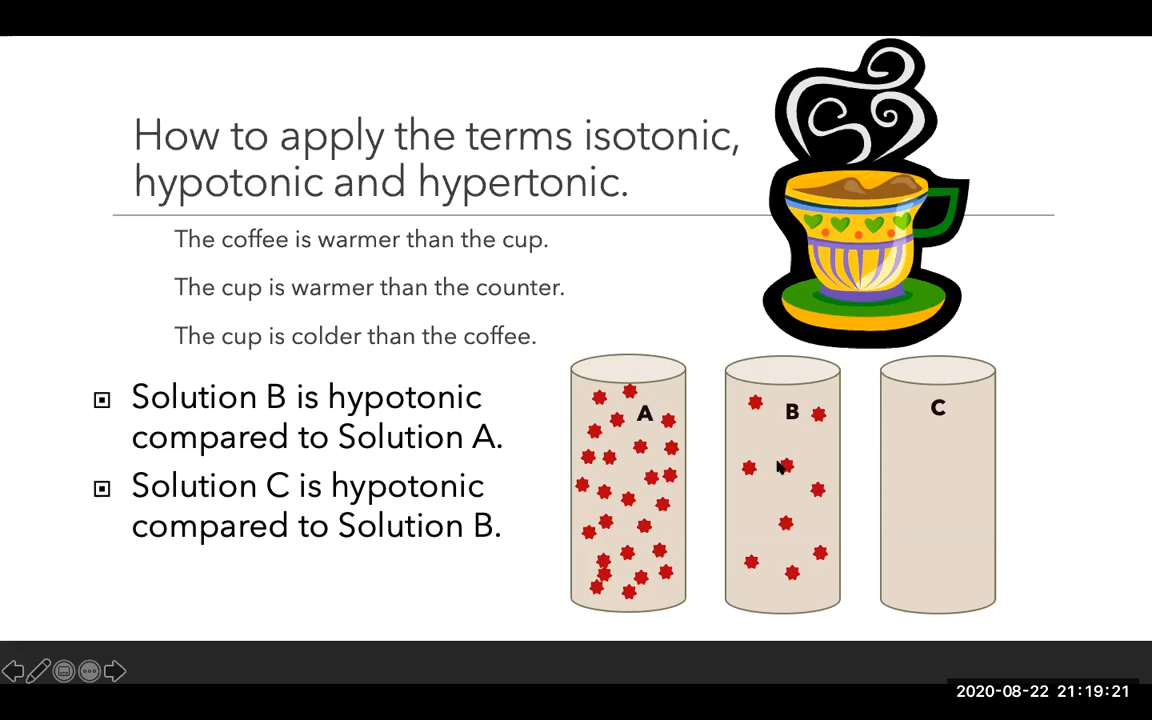 How to apply the terms isotonic,
hypotonic and hypertonic.
The coffee is warmer than the cup.
The cup is warmer than the counter.
The cup is colder than the coffee.
Solution B is hypotonic
compared to Solution A.
Solution C is hypotonic
compared to Solution B.
A
B
C
2020-08-22 21:19:21